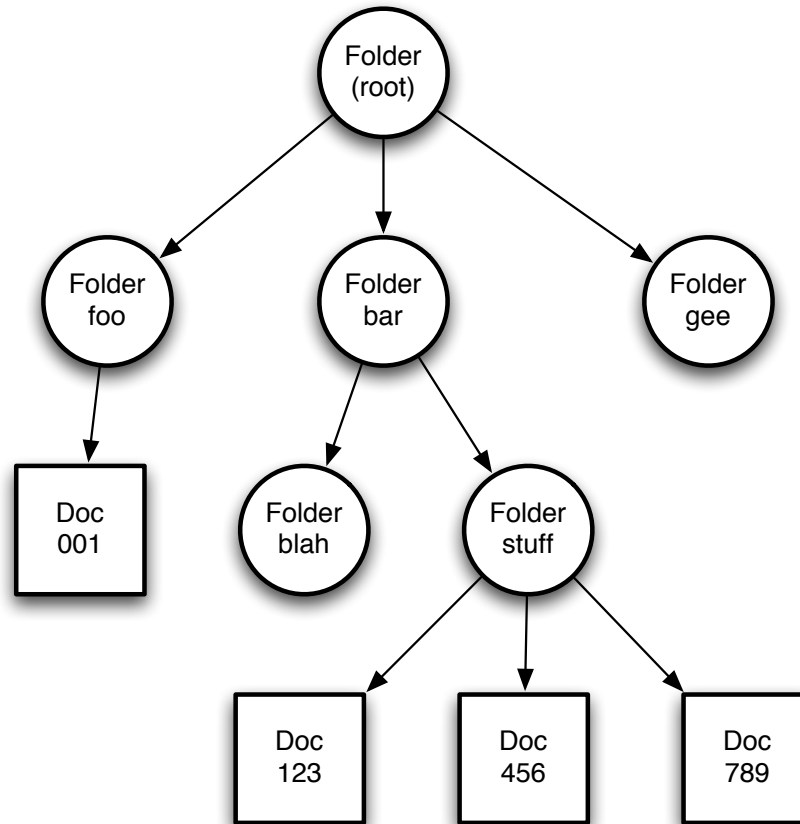 Folder
(root)
Folder
foo
Folder
bar
Folder
gee
Doc
001
Folder
blah
Folder
stuff
Doc
123
Doc
456
Doc
789